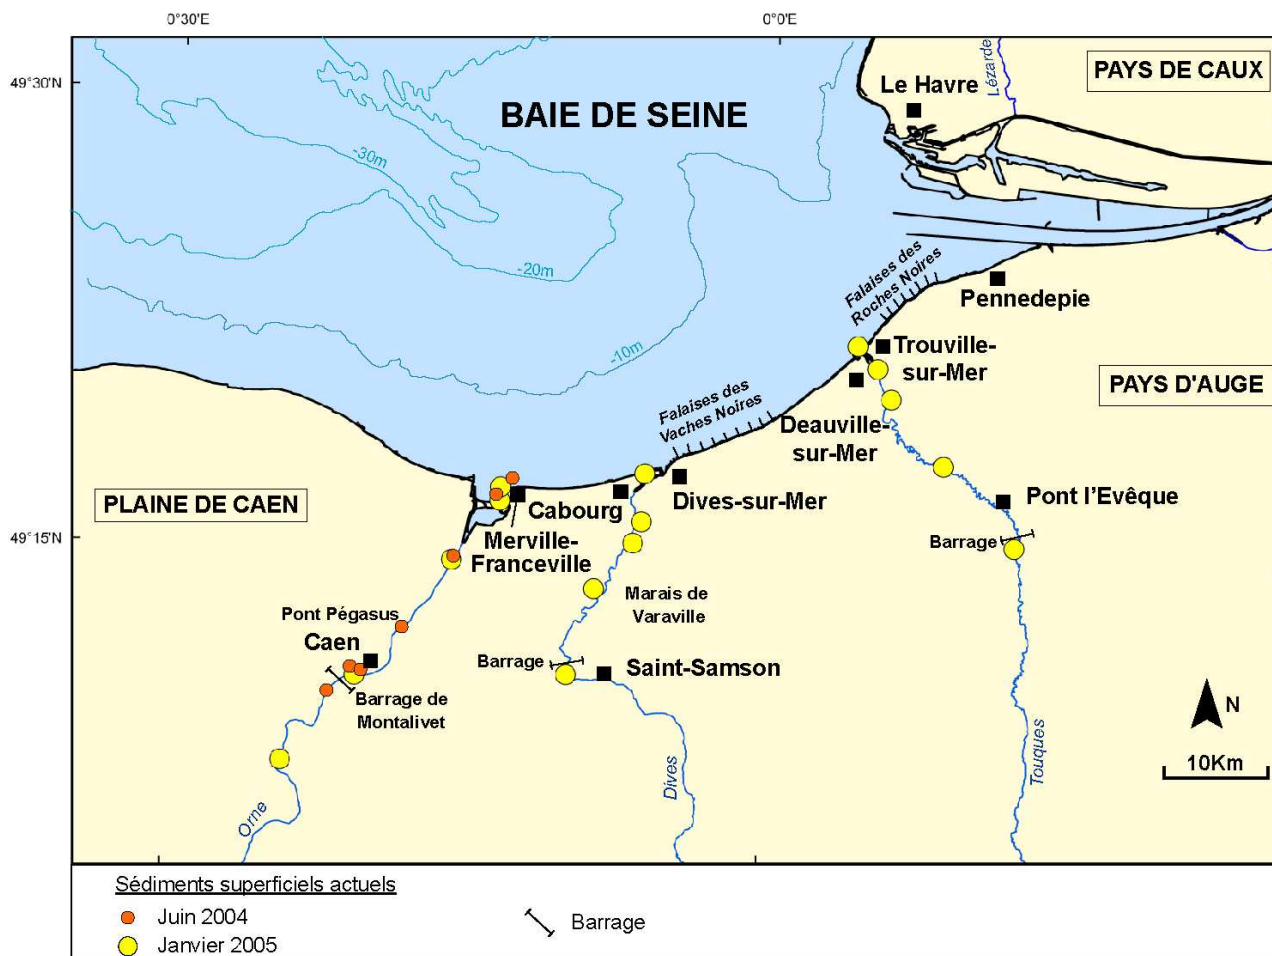 0°30'E
0°0'E
49°30'N
Lézarde
PAYS DE CAUX
Le Havre
BAIE DE SEINE
-30m
-20m
Falaises des
Roches Noires
Pennedepie
-10m
Trouville-
sur-Mer
PAYS D'AUGE
Falaises des
Vaches Noires
Deauville-
sur-Mer
PLAINE DE CAEN
Cabourg
Dives-sur-Mer
Pont l'Evêque
49°15'N
Merville-
Franceville
Barrage
Marais de
Varaville
Pont Pégasus
Caen
Barrage
Saint-Samson
Barrage de
Montalivet
N
10Km
Orne
Dives
Touques
Sédiments superficiels actuels
Juin 2004
Barrage
Janvier 2005